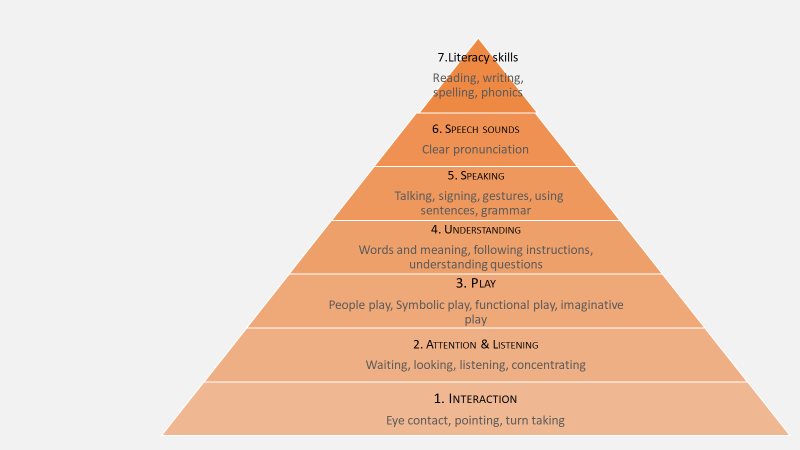 7.Literacy skills
Reading, writing,
spelling, phonics
6. Speech sounds
Clear pronunciation
5. Speaking
Talking, signing, gestures, using
sentences, grammar
4. Understanding
Words and meaning, following instructions,
understanding questions
3. Play
People play, Symbolic play, functional play, imaginative
play
2. Attention & Listening
Waiting, looking, listening, concentrating
1. Interaction
Eye contact, pointing, turn taking